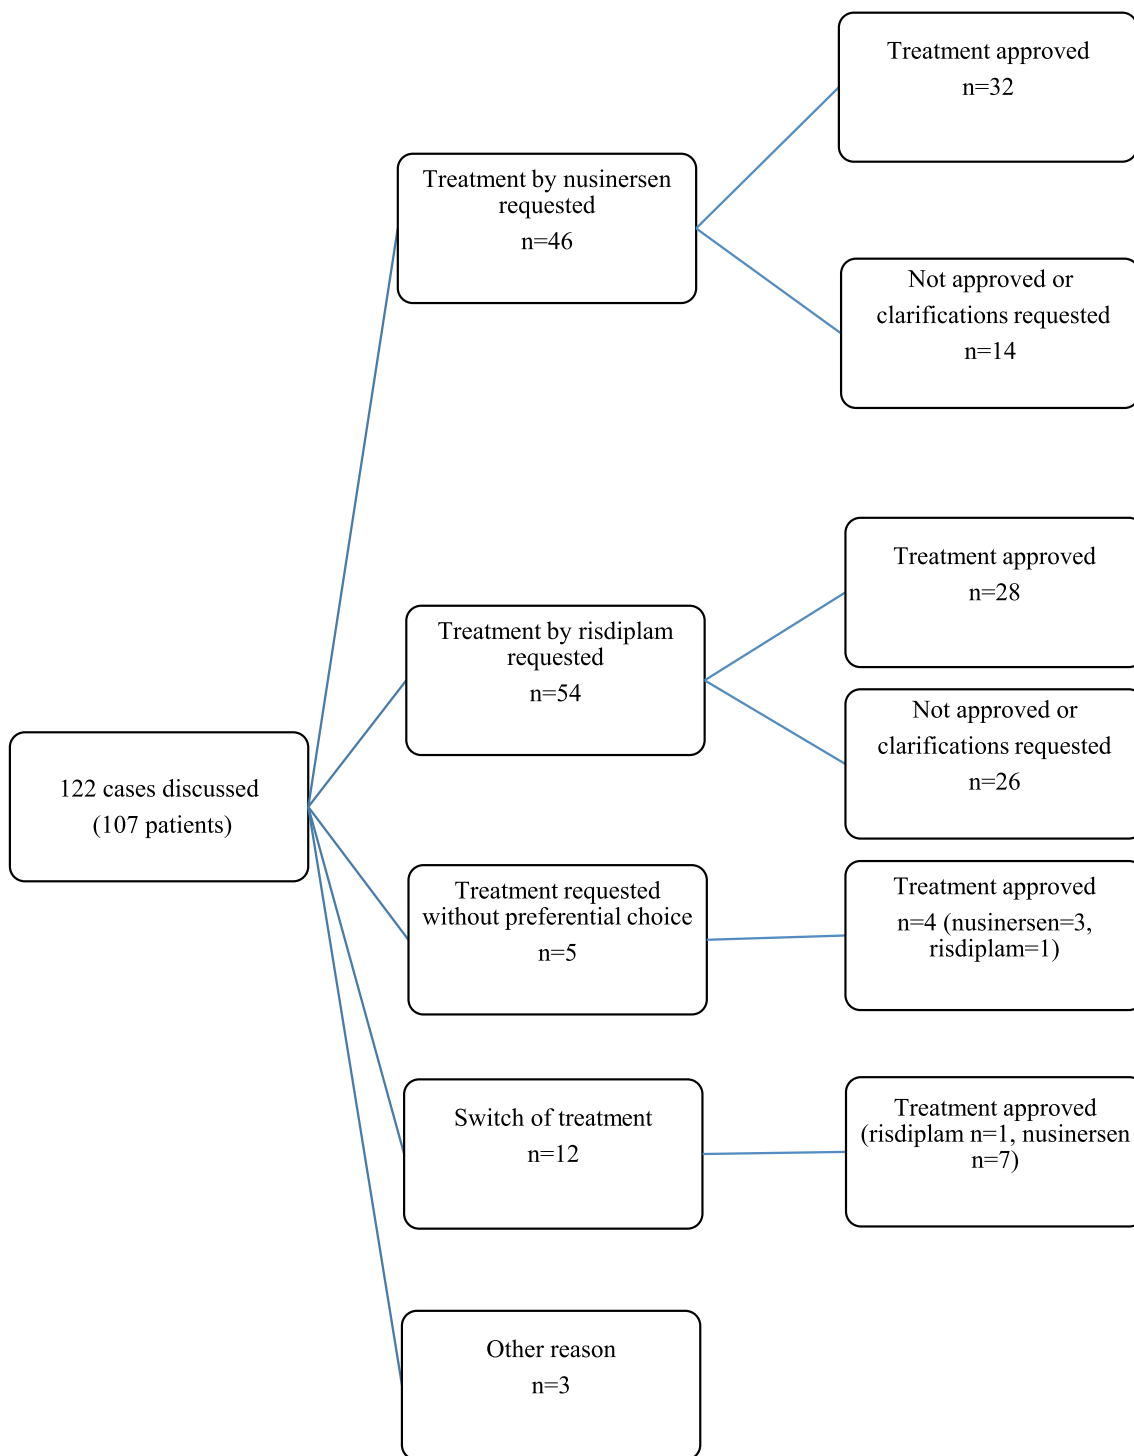 122 cases discussed
(107 patients)
Treatment by nusinersen
requested
n=46
Treatment approved
n=32
Not approved or
clarifications requested
n=14
Treatment by risdiplam
requested
n=54
Treatment approved
n=28
Not approved or
clarifications requested
n=26
Treatment requested
without preferential choice
n=5
Treatment approved
n=4 (nusinersen=3,
risdiplam=1)
Switch of treatment
n=12
Treatment approved
(risdiplam n=1, nusinersen
n=7)
Other reason
n=3